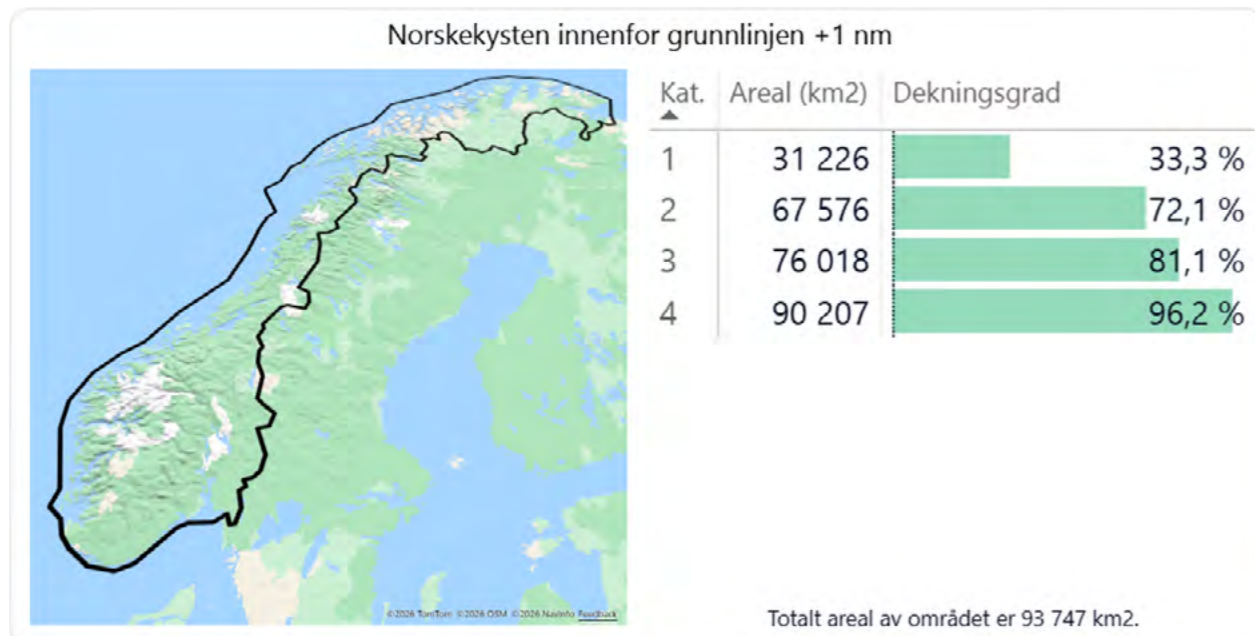 Norskekysten innenfor grunnlinjen +1 nm
Kat. Areal (km2) Dekningsgrad
1 31 226 33,3 %
2 67 576 72,1 %
3 76 018 81,1 %
4 90 207 96,2 %
©2026 TomTom ©2026 OSM ©2026 NavInfo Feedback
Totalt areal av området er 93 747 km2.